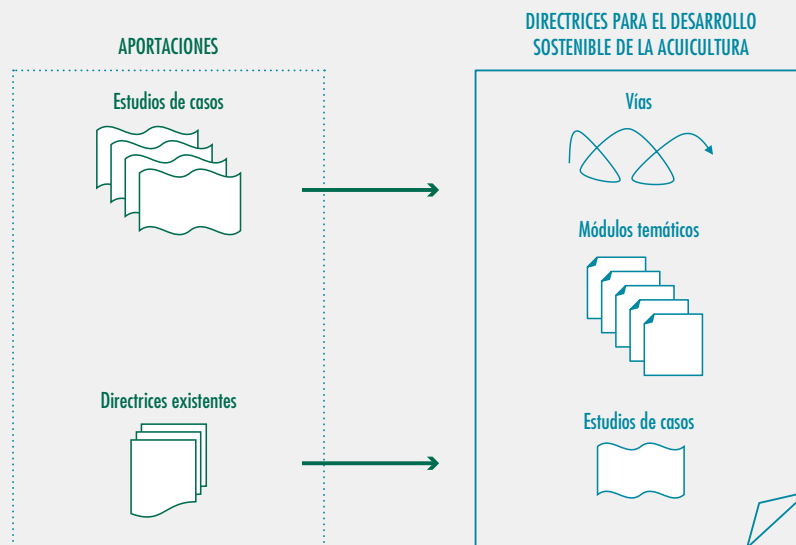 APORTACIONES
Estudios de casos
Directrices existentes
DIRECTRICES PARA EL DESARROLLO
SOSTENIBLE DE LA ACUICULTURA
Vías
Módulos temáticos
Estudios de casos